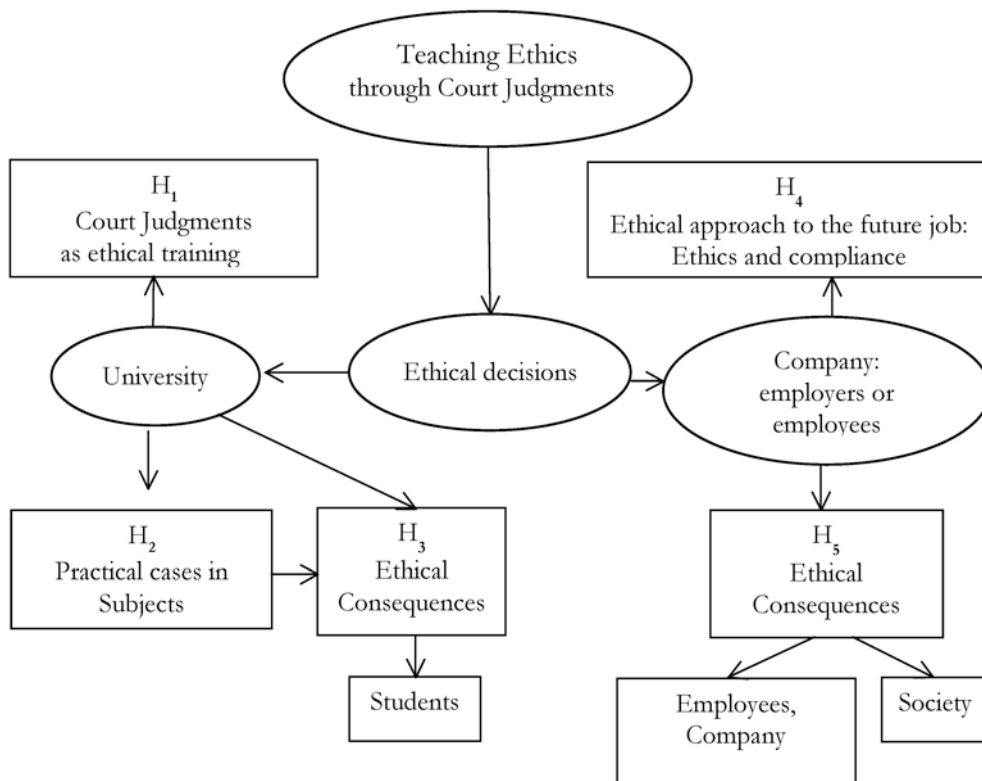 Teaching Ethics
through Court Judgments
H₁
Court Judgments
as ethical training
H₄
Ethical approach to the future job:
Ethics and compliance
University
Ethical decisions
Company:
employers or
employees
H₂
Practical cases in
Subjects
H₃
Ethical
Consequences
H₅
Ethical
Consequences
Students
Employees,
Company
Society